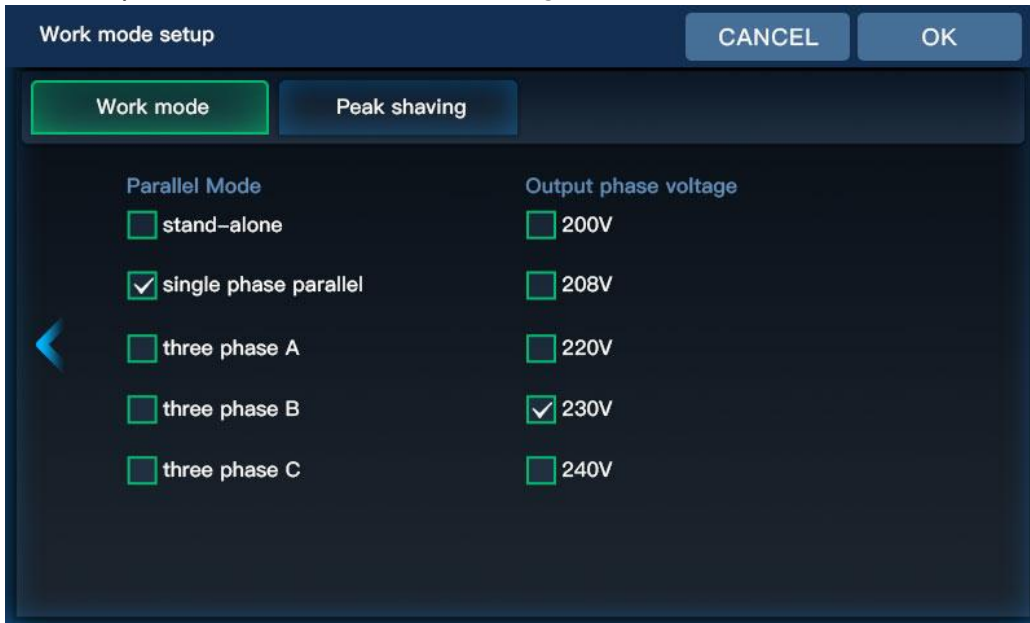 Work mode setup
CANCEL
OK
Work mode
Peak shaving
Parallel Mode
Output phase voltage
stand-alone
200V
single phase parallel
208V
three phase A
220V
three phase B
230V
three phase C
240V